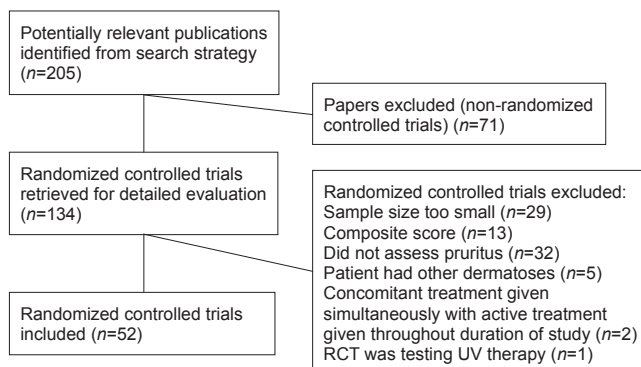 Potentially relevant publications
identified from search strategy
(n=205)
Papers excluded (non-randomized
controlled trials) (n=71)
Randomized controlled trials
retrieved for detailed evaluation
(n=134)
Randomized controlled trials excluded:
Sample size too small (n=29)
Composite score (n=13)
Did not assess pruritus (n=32)
Patient had other dermatoses (n=5)
Concomitant treatment given
simultaneously with active treatment
given throughout duration of study (n=2)
RCT was testing UV therapy (n=1)
Randomized controlled trials
included (n=52)